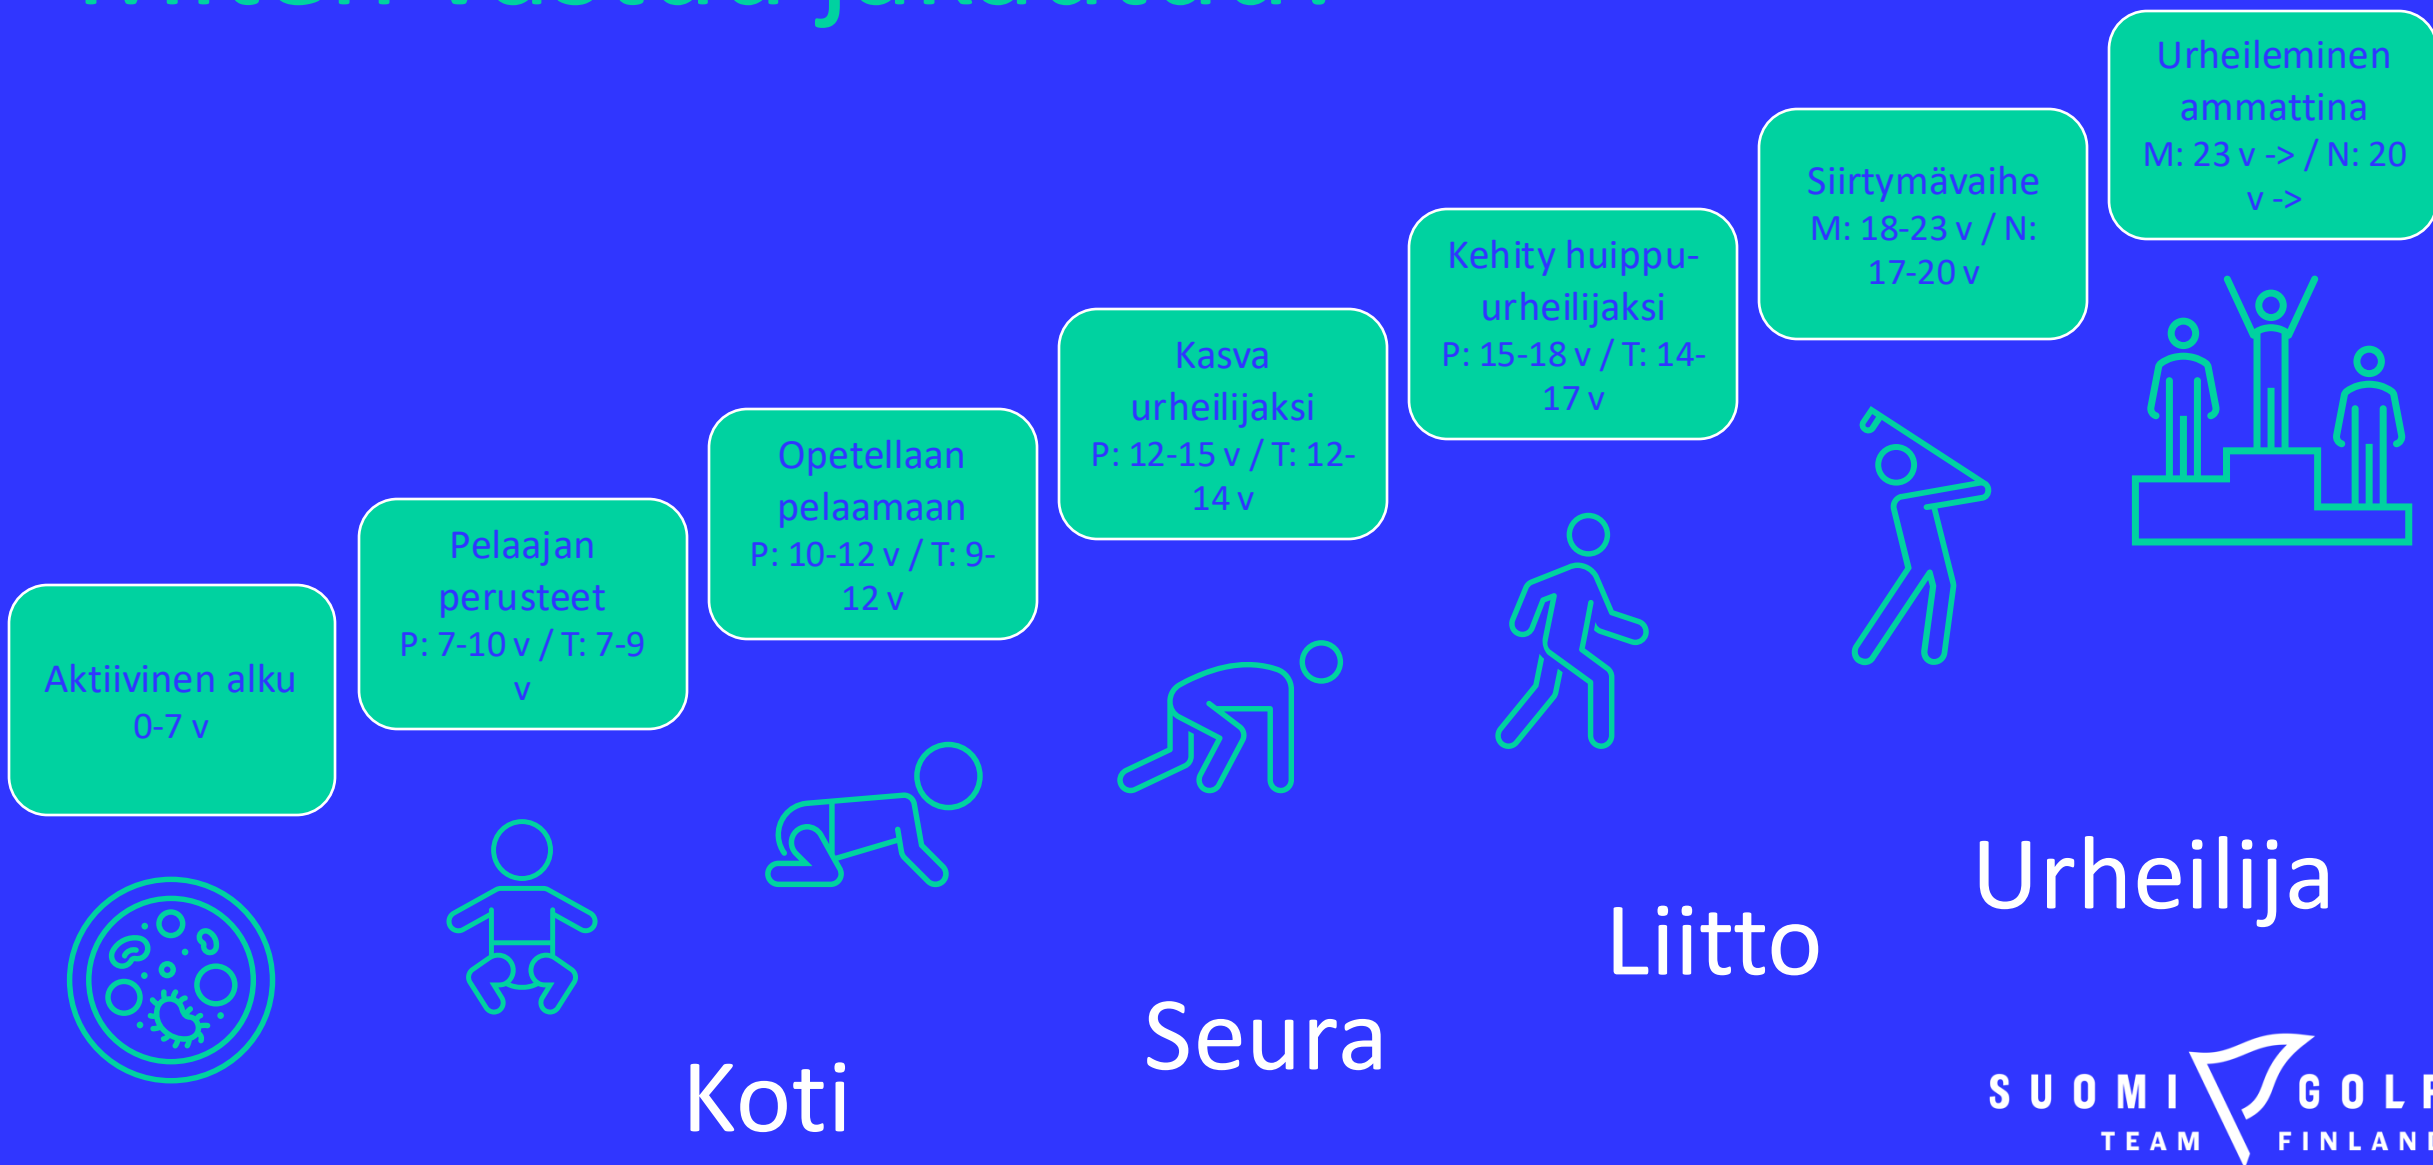 Aktiivinen alku
0-7 v
Pelaajan
perusteet
P: 7-10 v / T: 7-9
v
Opetellaan
pelaamaan
P: 10-12 v / T: 9-
12 v
Kasva
urheilijaksi
P: 12-15 v / T: 12-
14 v
Kehity huippu-
urheilijaksi
P: 15-18 v / T: 14-
17 v
Siirtymävaihe
M: 18-23 v / N:
17-20 v
Urheileminen
ammattina
M: 23 v -> / N: 20
v ->
Koti
Seura
Liitto
Urheilija
SUOMI GOLF
TEAM FINLAND